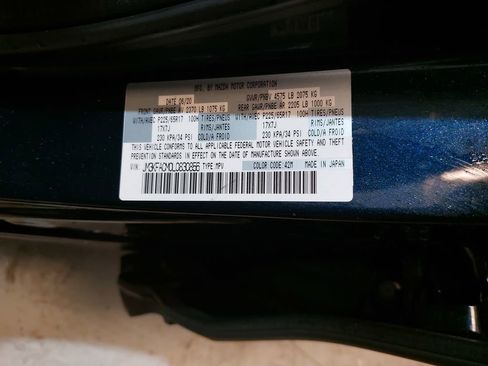 MFG. BY MAZDA MOTOR CORPORATION
DATE 06/20 GVWR/PNBV 4575 LB 2075 KG
FRONT GAWR/PNBE AV 2370 LB 1075 KG REAR GAWR/PNBE AR 2205 LB 1000 KG
WITH/AVEC P225/65R17 100H TIRES/PNEUS WITH/AVEC P225/65R17 100H TIRES/PNEUS
17X7J RIMS/JANTES 17X7J RIMS/JANTES
230 KPA/34 PSI COLD/A FROID 230 KPA/34 PSI COLD/A FROID
THIS VEHICLE CONFORMS TO ALL APPLICABLE FEDERAL MOTOR VEHICLE SAFETY AND THEFT
PREVENTION STANDARDS IN EFFECT ON THE DATE OF MANUFACTURE SHOWN ABOVE.
VIN: TYPE:MPV COLOR CODE: 42M MADE IN JAPAN